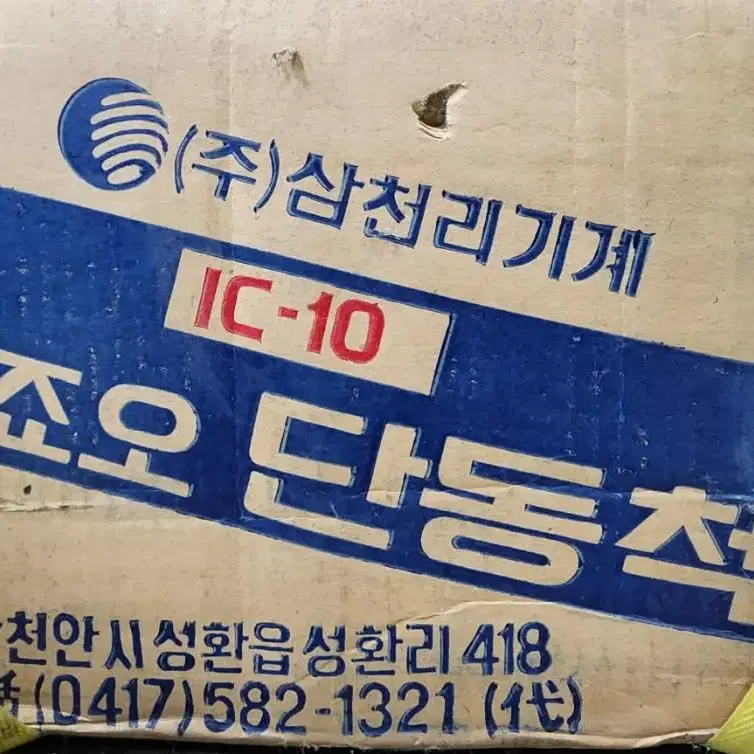 (주)삼천리기계
IC-10
죠오 단동척
천안시 성환읍 성환리 418
(0417)582-1321 (代)